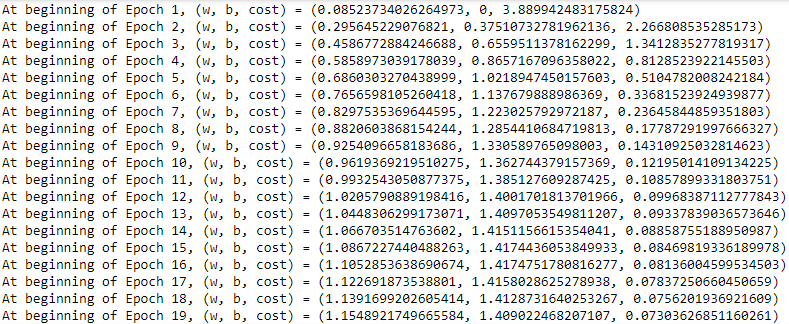 At beginning of Epoch 1, (w, b, cost) = (0.08523734026264973, 0, 3.889942483175824)
At beginning of Epoch 2, (w, b, cost) = (0.295645229076821, 0.37510732781962136, 2.266808535285173)
At beginning of Epoch 3, (w, b, cost) = (0.4586772884246688, 0.6559511378162299, 1.3412835277819317)
At beginning of Epoch 4, (w, b, cost) = (0.5858973039178039, 0.8657167096358022, 0.8128523922145503)
At beginning of Epoch 5, (w, b, cost) = (0.6860303270438999, 1.0218947450157603, 0.5104782008242184)
At beginning of Epoch 6, (w, b, cost) = (0.7656598105260418, 1.137679888986369, 0.33681523924939877)
At beginning of Epoch 7, (w, b, cost) = (0.8297535369644595, 1.223025792972187, 0.23645844859351803)
At beginning of Epoch 8, (w, b, cost) = (0.8820603868154244, 1.2854410684719813, 0.17787291997666327)
At beginning of Epoch 9, (w, b, cost) = (0.9254096658183686, 1.330589765098003, 0.14310925032814623)
At beginning of Epoch 10, (w, b, cost) = (0.9619369219510275, 1.362744379157369, 0.12195014109134225)
At beginning of Epoch 11, (w, b, cost) = (0.9932543050877375, 1.385127609287425, 0.10857899331803751)
At beginning of Epoch 12, (w, b, cost) = (1.0205790889198416, 1.4001701813701966, 0.09968387112777843)
At beginning of Epoch 13, (w, b, cost) = (1.0448306299173071, 1.4097053549811207, 0.09337839036573646)
At beginning of Epoch 14, (w, b, cost) = (1.066703514763602, 1.4151156615354041, 0.08858755188950987)
At beginning of Epoch 15, (w, b, cost) = (1.0867227440488263, 1.4174436053849933, 0.08469819336189978)
At beginning of Epoch 16, (w, b, cost) = (1.1052853638690674, 1.4174751780816277, 0.08136004599534503)
At beginning of Epoch 17, (w, b, cost) = (1.122691873538801, 1.4158028625278938, 0.07837250660450659)
At beginning of Epoch 18, (w, b, cost) = (1.1391699202605414, 1.4128731640253267, 0.0756201936921609)
At beginning of Epoch 19, (w, b, cost) = (1.1548921749665584, 1.409022468207107, 0.07303626851160261)